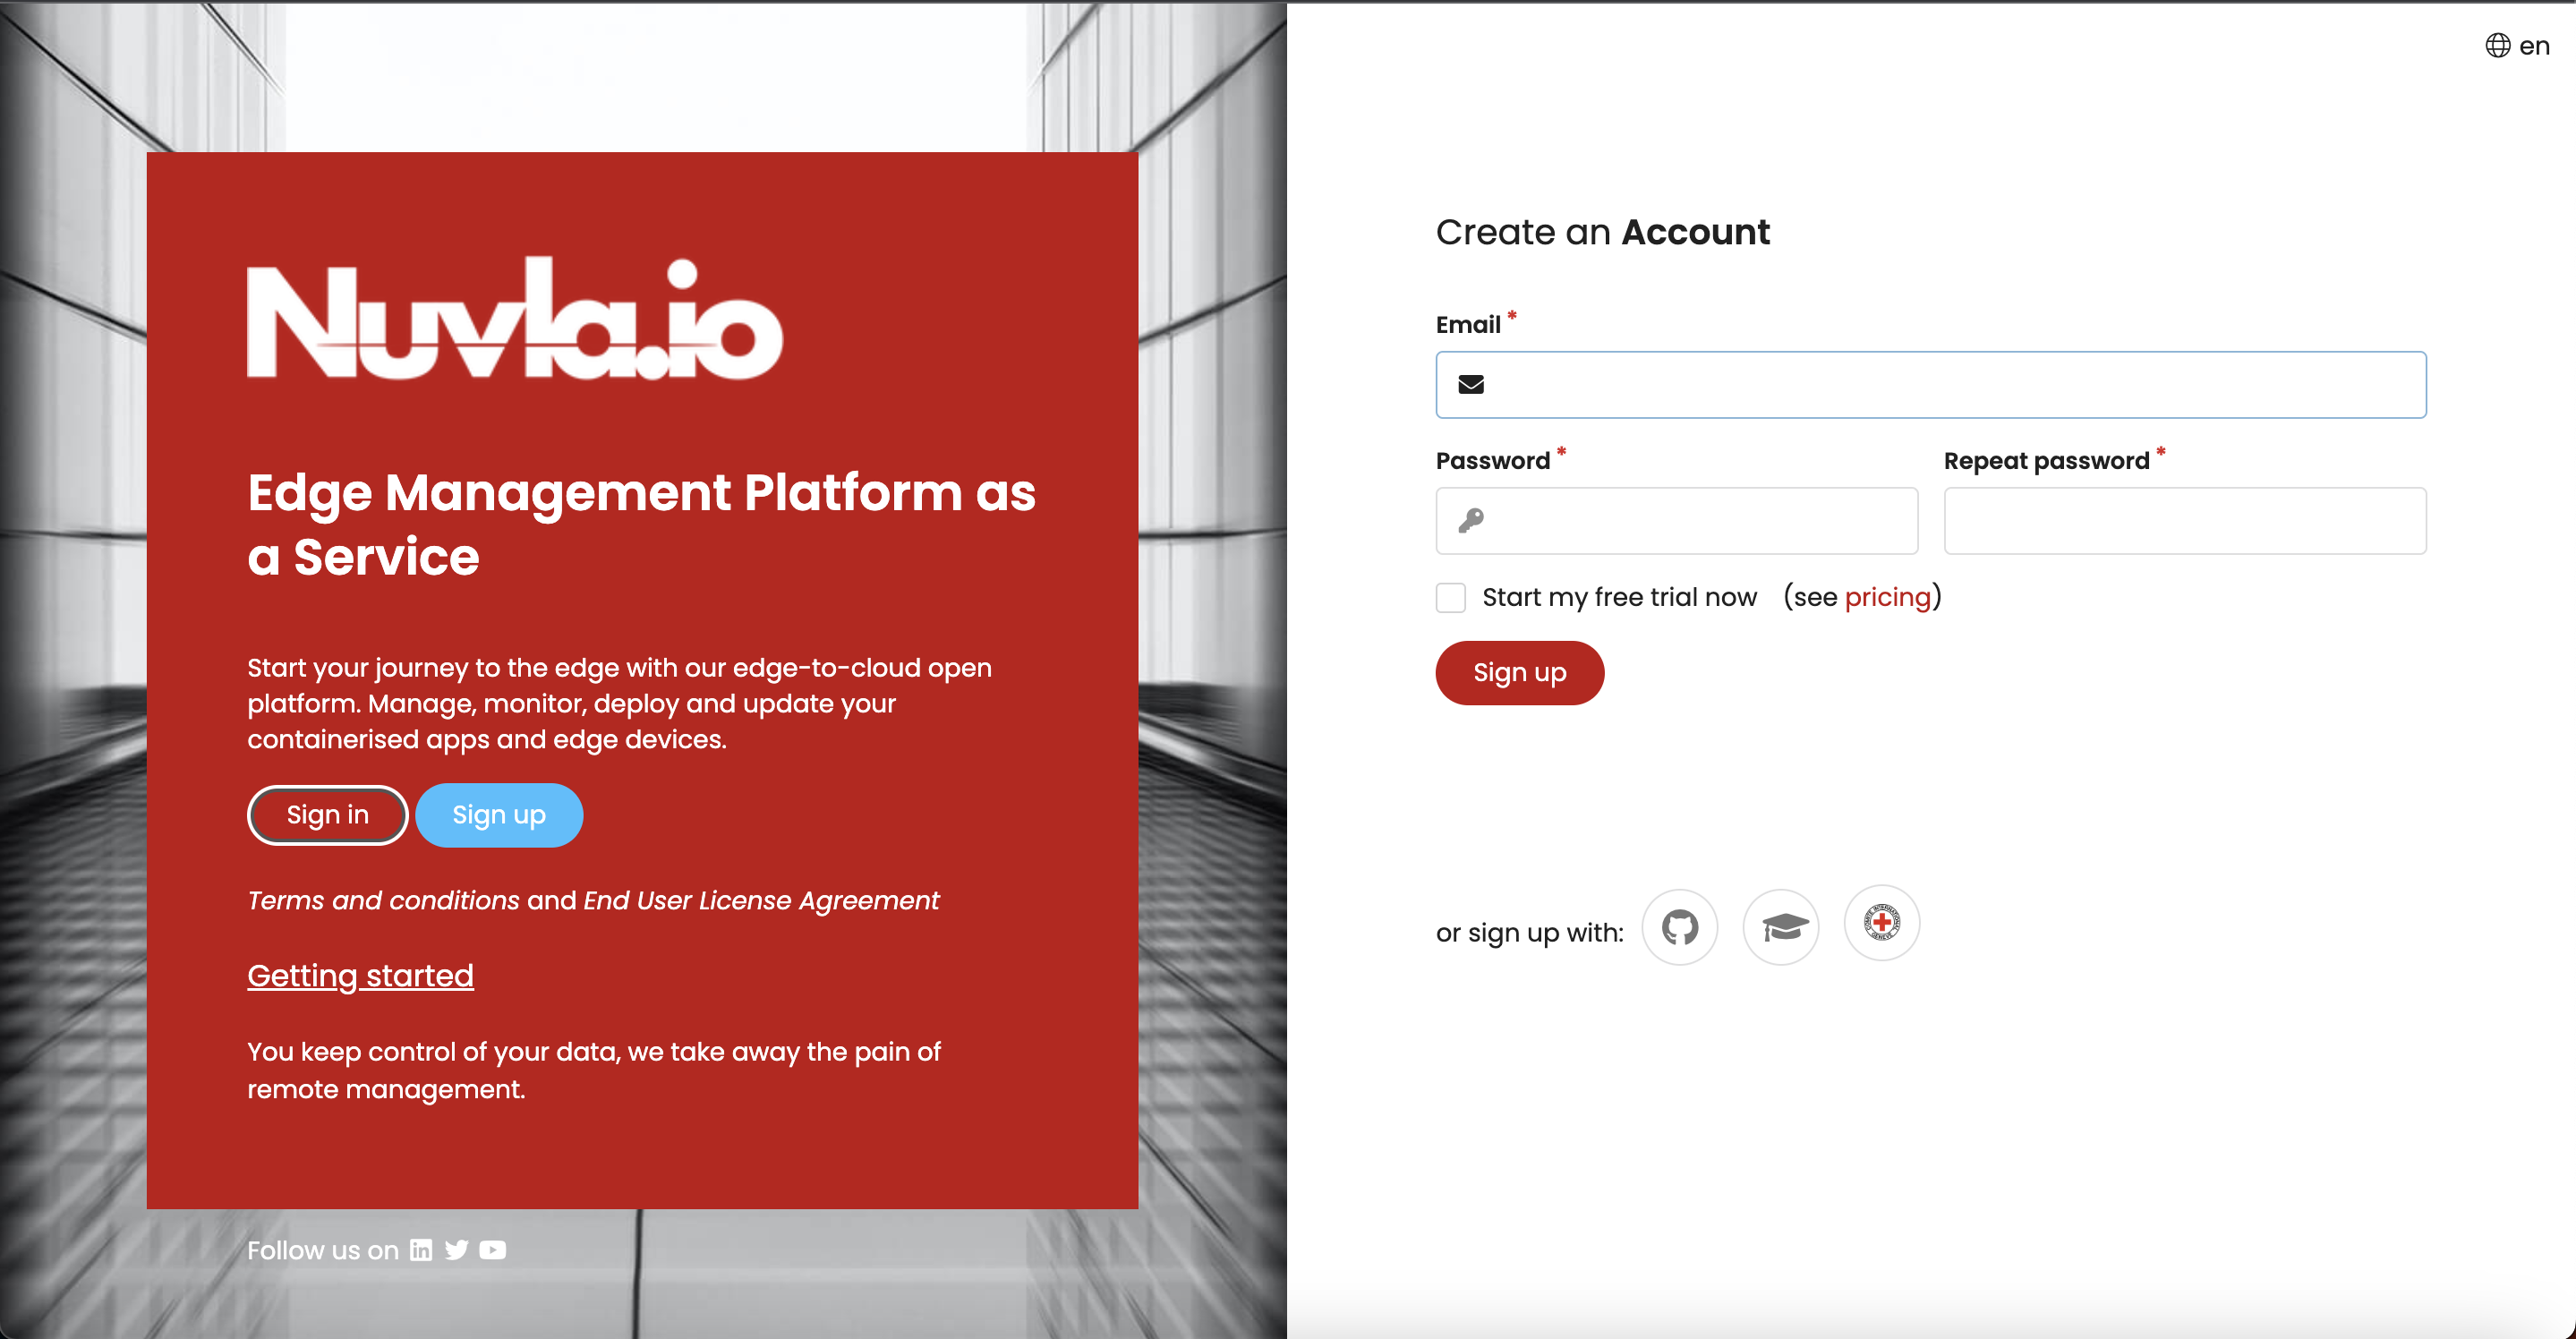 en
Nuvla.io
Edge Management Platform as
a Service
Start your journey to the edge with our edge-to-cloud open
platform. Manage, monitor, deploy and update your
containerised apps and edge devices.
Sign in Sign up
Terms and conditions and End User License Agreement
Getting started
You keep control of your data, we take away the pain of
remote management.
Follow us on
Create an Account
Email *
Password * Repeat password *
Start my free trial now (see pricing)
Sign up
or sign up with:
COMITE INTERNATIONAL
GENEVE